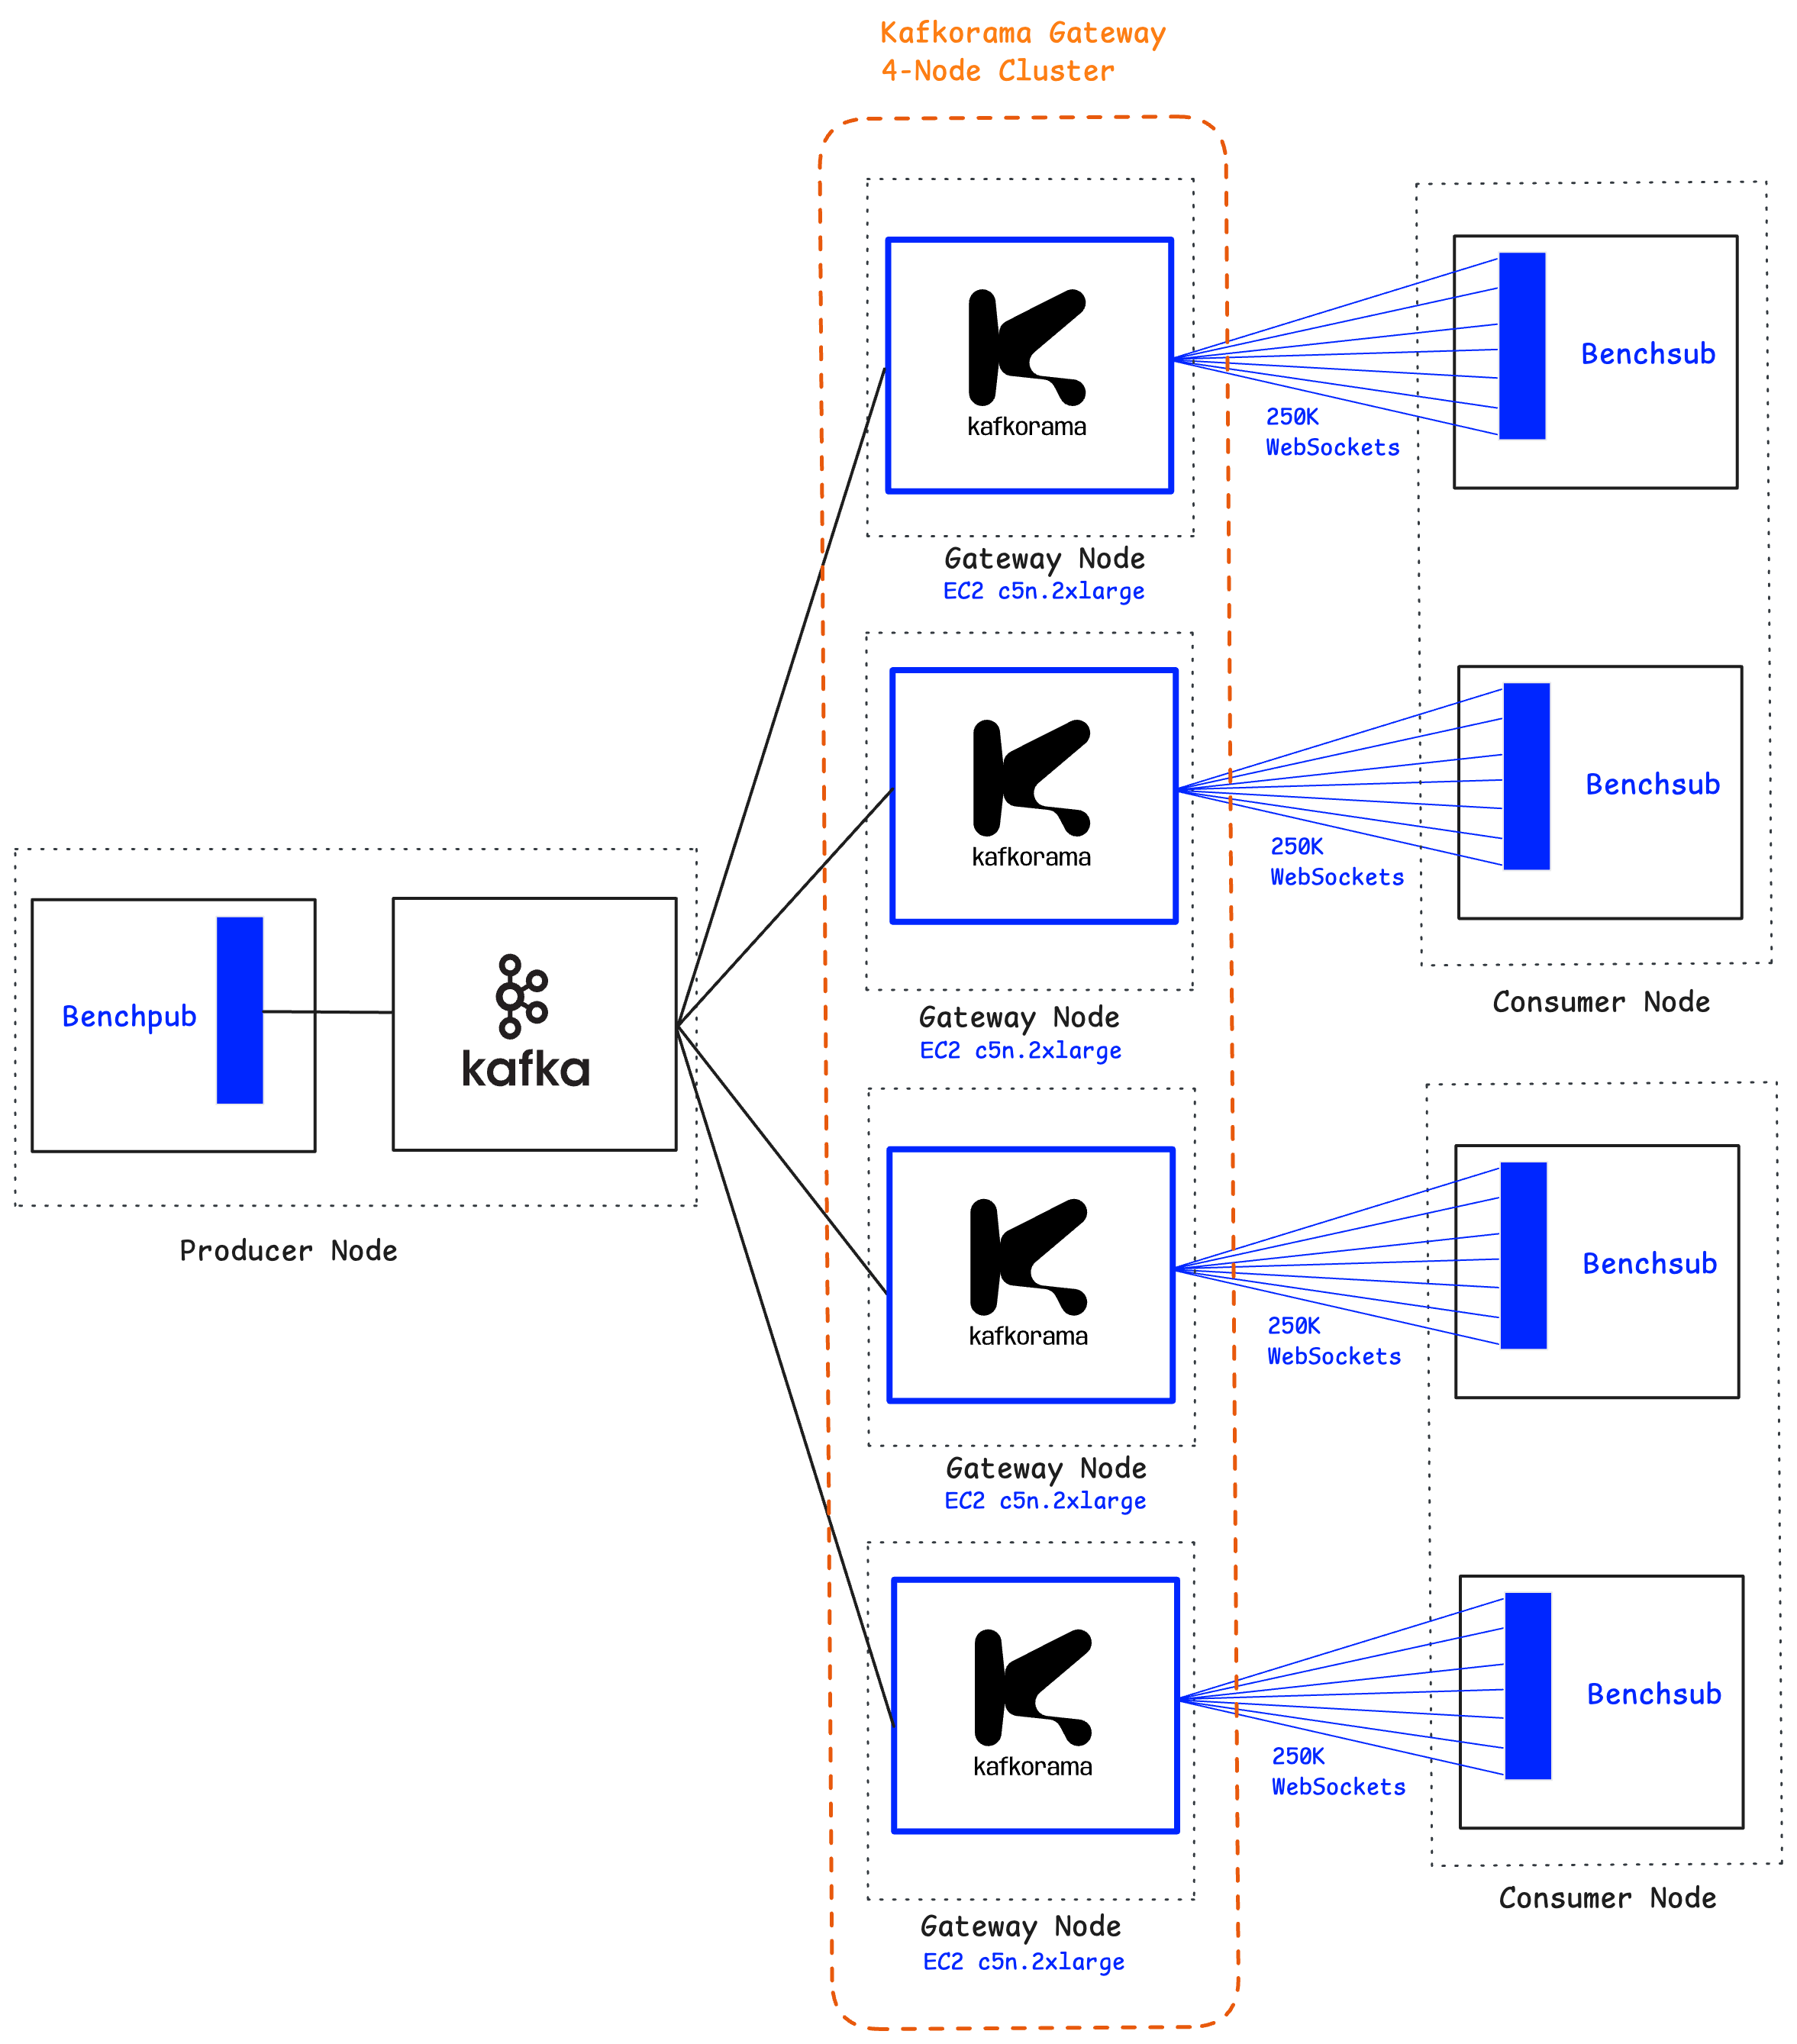 Kafkorama Gateway
4-Node Cluster
kafkorama
Gateway Node
EC2 c5n.2xlarge
250K
WebSockets
Benchsub
kafkorama
Gateway Node
EC2 c5n.2xlarge
250K
WebSockets
Benchsub
Consumer Node
Benchpub
kafka
Producer Node
kafkorama
Gateway Node
EC2 c5n.2xlarge
250K
WebSockets
Benchsub
kafkorama
Gateway Node
EC2 c5n.2xlarge
250K
WebSockets
Benchsub
Consumer Node